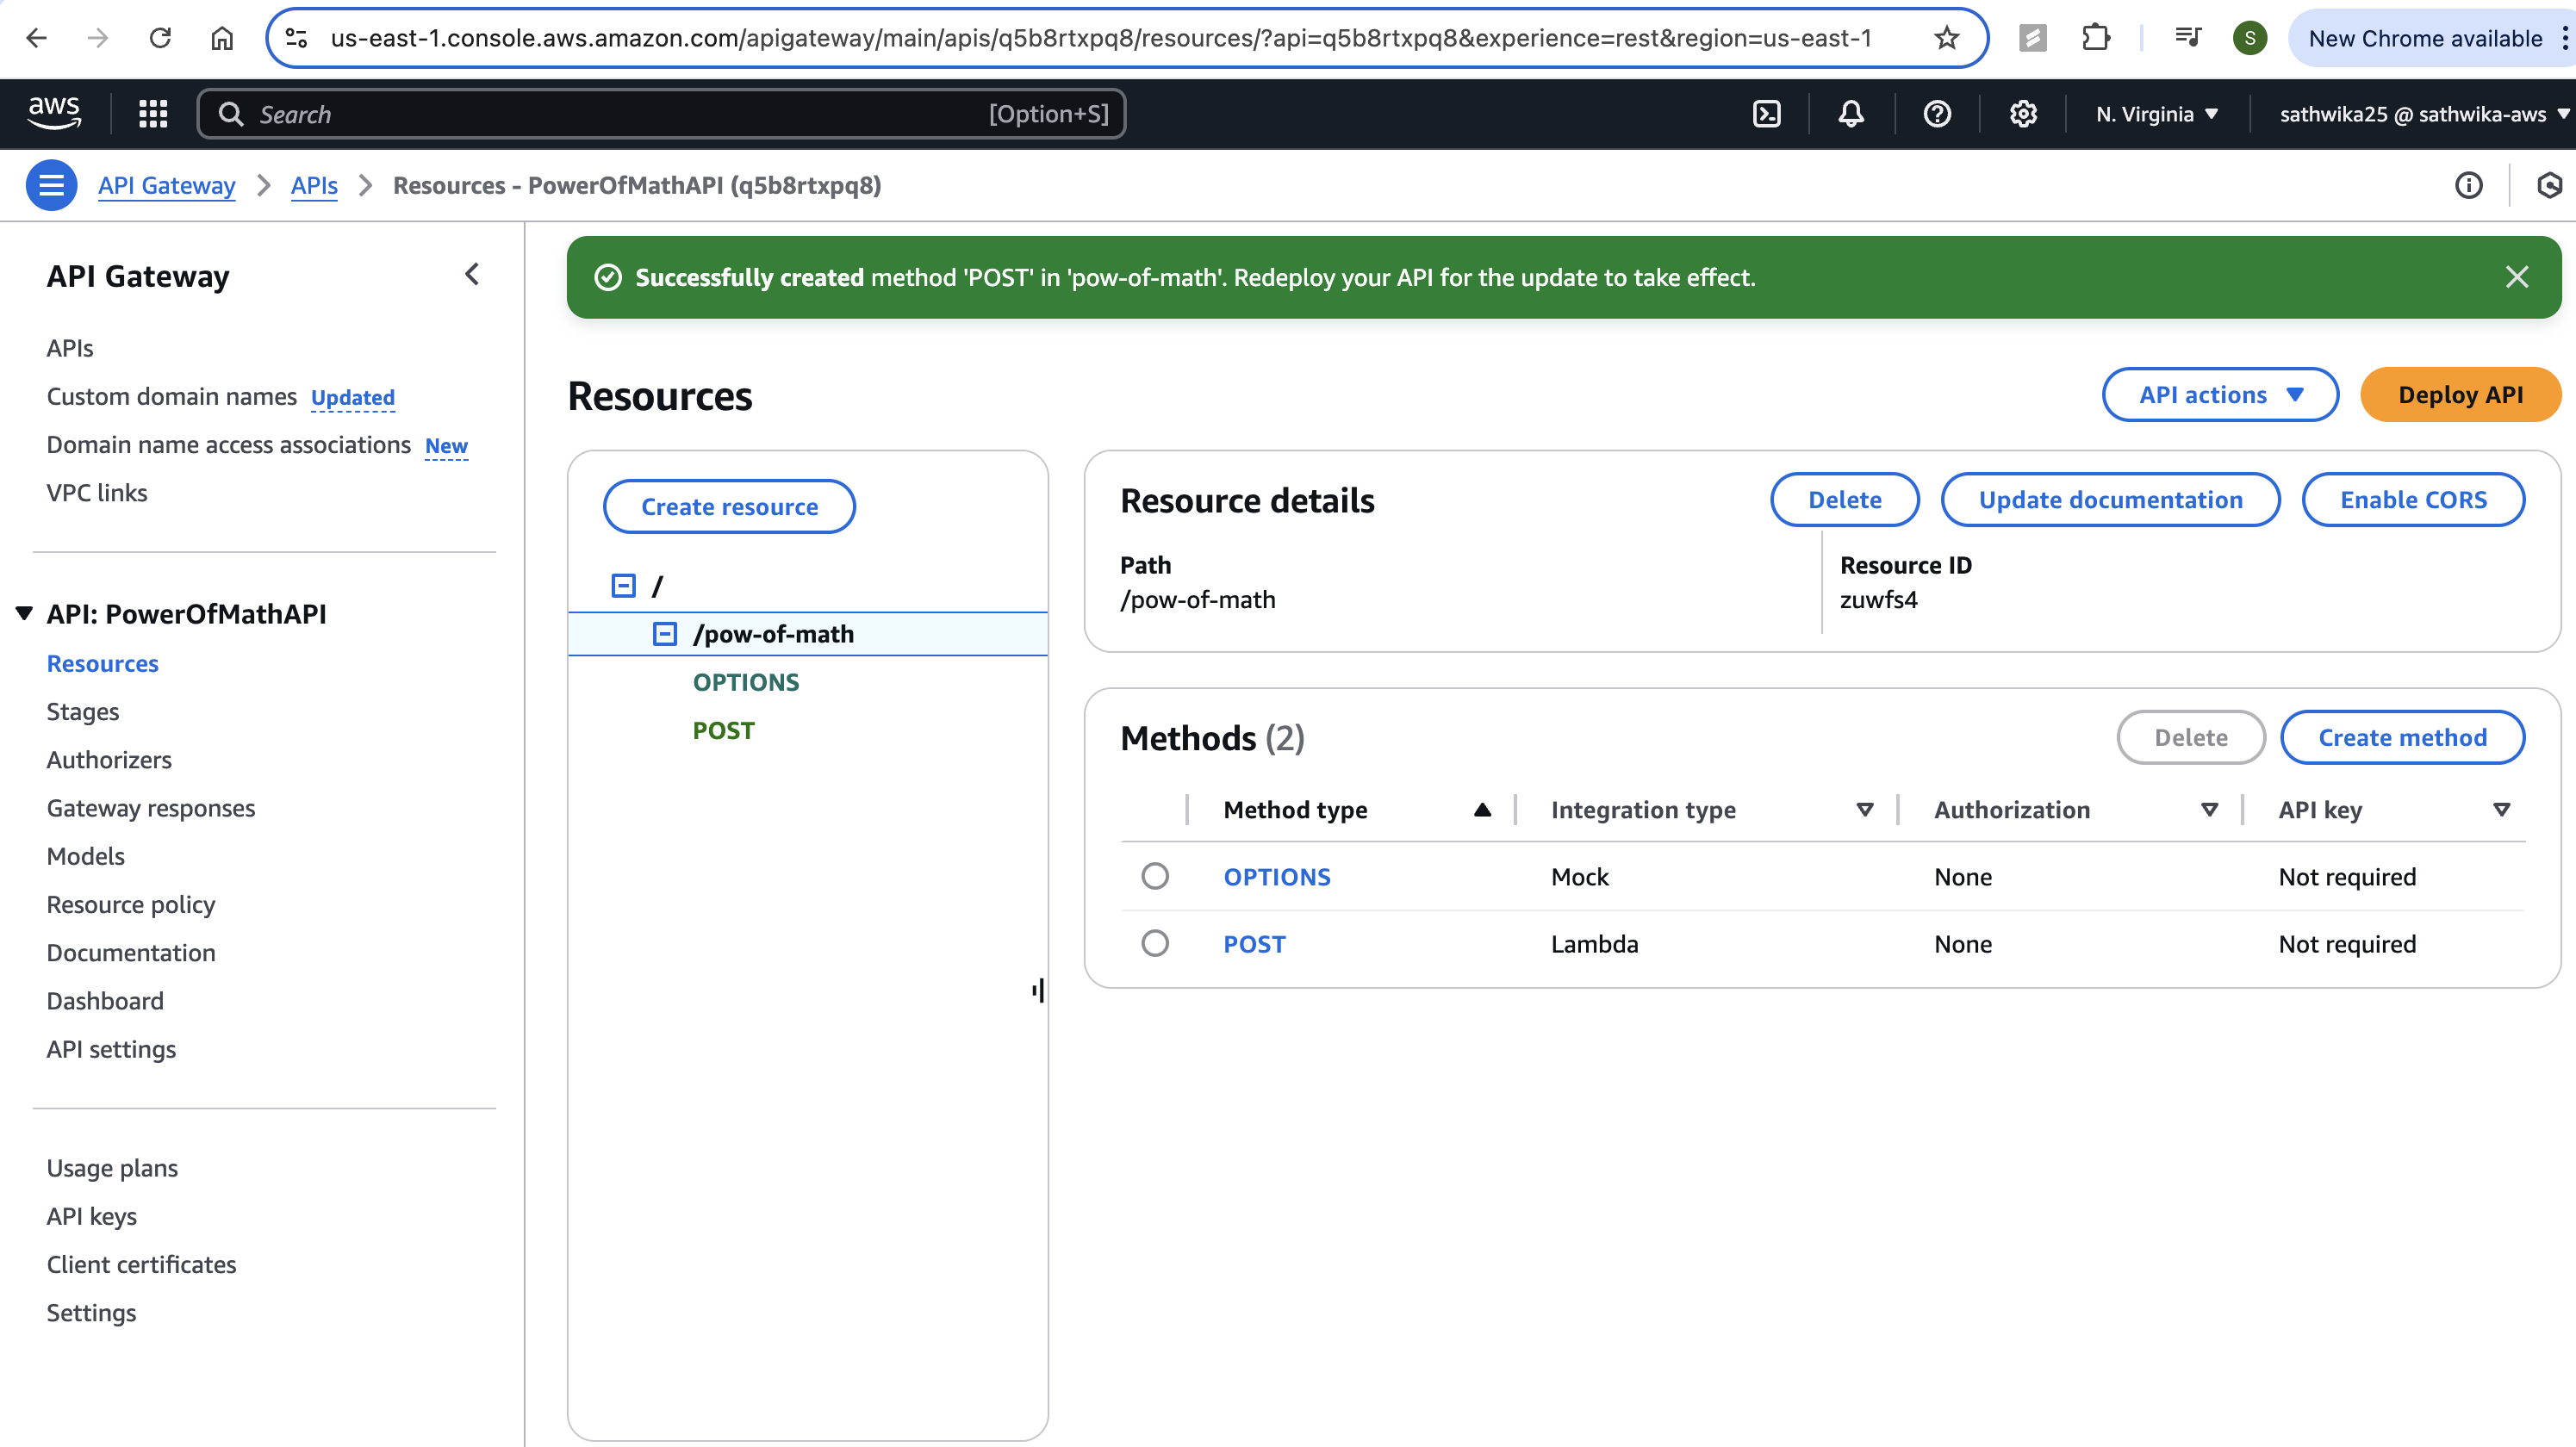 us-east-1.console.aws.amazon.com/apigateway/main/apis/q5b8rtxpq8/resources/?api=q5b8rtxpq8&experience=rest&region=us-east-1
S
New Chrome available
aws
Search
[Option+S]
N. Virginia
sathwika25 @ sathwika-aws
API Gateway
APIs
Resources - PowerOfMathAPI (q5b8rtxpq8)
API Gateway
APIs
Custom domain names Updated
Domain name access associations New
VPC links
API: PowerOfMathAPI
Resources
Stages
Authorizers
Gateway responses
Models
Resource policy
Documentation
Dashboard
API settings
Usage plans
API keys
Client certificates
Settings
Successfully created method 'POST' in 'pow-of-math'. Redeploy your API for the update to take effect.
Resources
API actions
Deploy API
Create resource
/
/pow-of-math
OPTIONS
POST
Resource details
Delete
Update documentation
Enable CORS
Path
/pow-of-math
Resource ID
zuwfs4
Methods (2)
Delete
Create method
Method type Integration type Authorization API key
OPTIONS Mock None Not required
POST Lambda None Not required